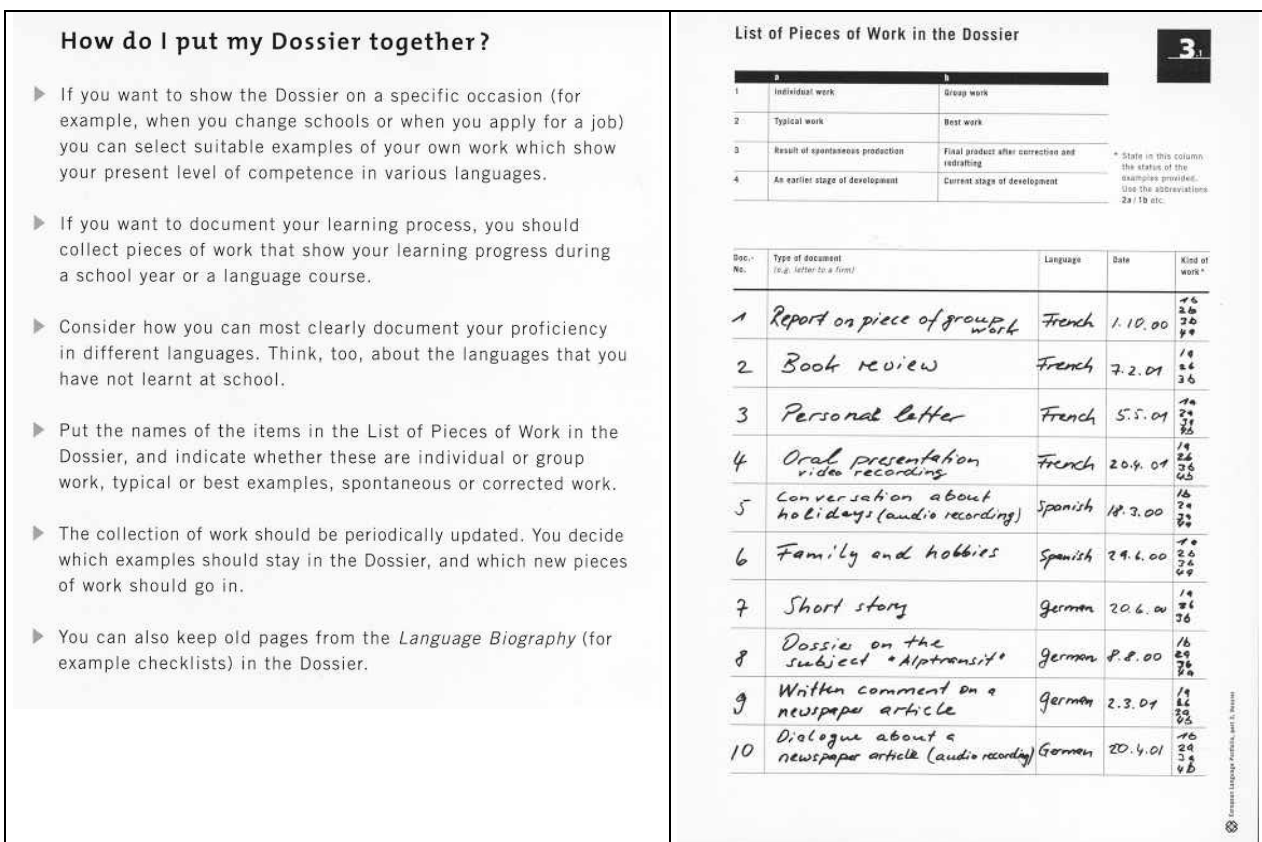 How do I put my Dossier together?
If you want to show the Dossier on a specific occasion (for
example, when you change schools or when you apply for a job)
you can select suitable examples of your own work which show
your present level of competence in various languages.
If you want to document your learning process, you should
collect pieces of work that show your learning progress during
a school year or a language course.
Consider how you can most clearly document your proficiency
in different languages. Think, too, about the languages that you
have not learnt at school.
Put the names of the items in the List of Pieces of Work in the
Dossier, and indicate whether these are individual or group
work, typical or best examples, spontaneous or corrected work.
The collection of work should be periodically updated. You decide
which examples should stay in the Dossier, and which new pieces
of work should go in.
You can also keep old pages from the Language Biography (for
example checklists) in the Dossier.
List of Pieces of Work in the Dossier
3.1
a b
1 Individual work Group work
2 Typical work Best work
3 Result of spontaneous production Final product after correction and
redrafting
4 An earlier stage of development Current stage of development
* State in this column
the status of the
examples provided.
Use the abbreviations
2a / 1b etc.
Doc.- Type of document Language Date Kind of
No. (e.g. letter to a firm) work *
1 Report on piece of group work French 1.10.00
2 Book review French 7.2.01
3 Personal letter French 5.5.01
4 Oral presentation French 20.4.01
video recording
5 Conversation about Spanish 18.3.00
holidays (audio recording)
6 Family and hobbies Spanish 29.6.00
7 Short story German 20.6.00
8 Dossier on the German 8.8.00
subject "Alptransit"
9 Written comment on a German 2.3.01
newspaper article
10 Dialogue about a German 20.4.01
newspaper article (audio recording)
European Language Portfolio, part 3, Dossier